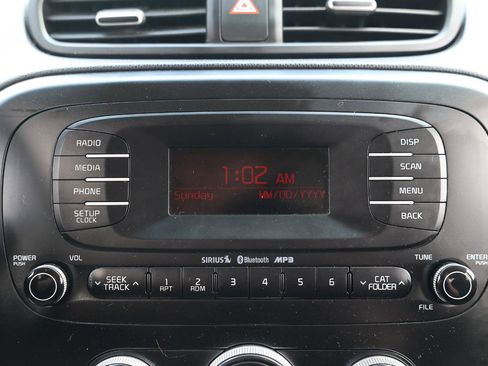 RADIO
MEDIA
PHONE
SETUP
CLOCK
1:02 AM
Sunday MM/DD/YYYY
DISP
SCAN
MENU
BACK
POWER
PUSH
VOL
SIRIUS Bluetooth MP3
TUNE
ENTER
PUSH
SEEK
TRACK
1
RPT
2
RDM
3
4
5
6
CAT
FOLDER
FILE